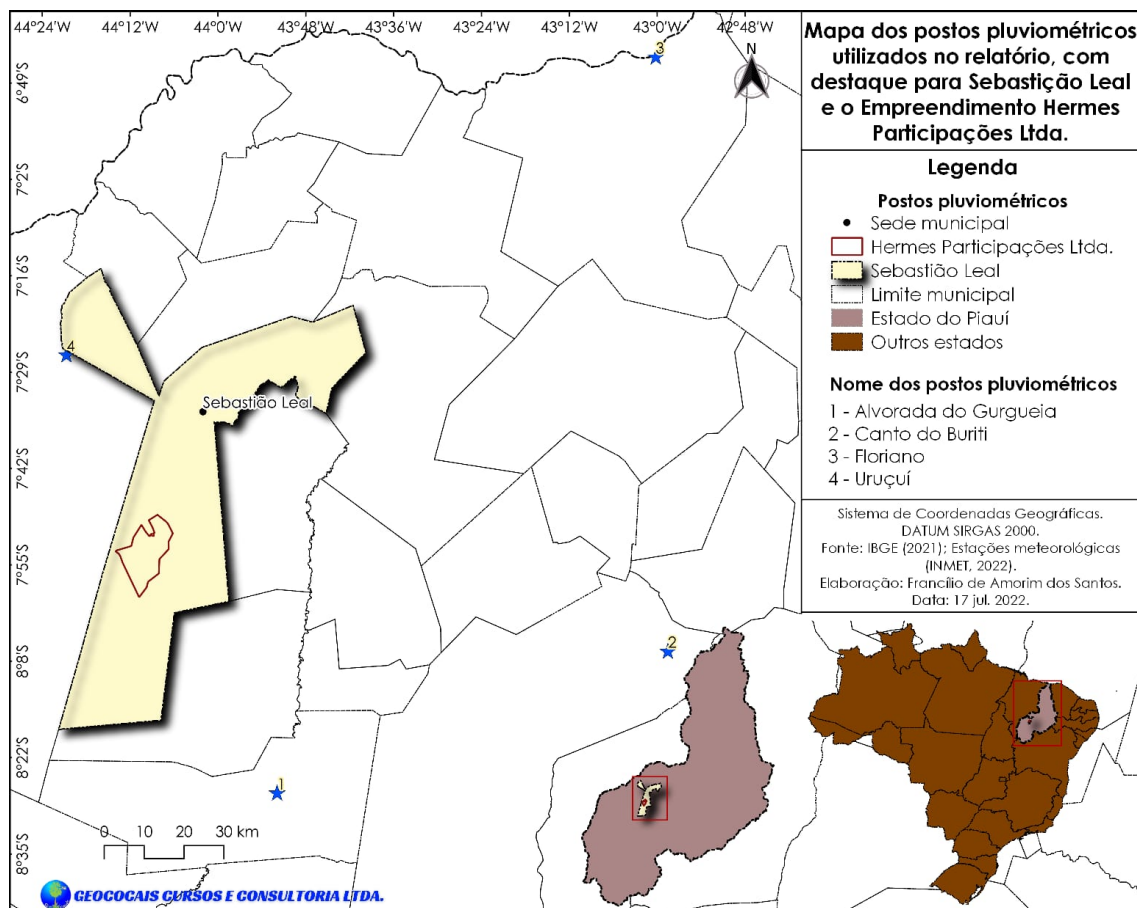 44°24'W 44°12'W 44°0'W 43°48'W 43°36'W 43°24'W 43°12'W 43°0'W 42°48'W
6°49'S
7°2'S
7°16'S
7°29'S
7°42'S
7°55'S
8°8'S
8°22'S
8°35'S
3
N
4
Sebastião Leal
2
1
0 10 20 30 km
GEOCOCAIS CURSOS E CONSULTORIA LTDA.
Mapa dos postos pluviométricos
utilizados no relatório, com
destaque para Sebastição Leal
e o Empreendimento Hermes
Participações Ltda.
Legenda
Postos pluviométricos
Sede municipal
Hermes Participações Ltda.
Sebastião Leal
Limite municipal
Estado do Piauí
Outros estados
Nome dos postos pluviométricos
1 - Alvorada do Gurgueia
2 - Canto do Buriti
3 - Floriano
4 - Uruçuí
Sistema de Coordenadas Geográficas.
DATUM SIRGAS 2000.
Fonte: IBGE (2021); Estações meteorológicas
(INMET, 2022).
Elaboração: Francílio de Amorim dos Santos.
Data: 17 jul. 2022.